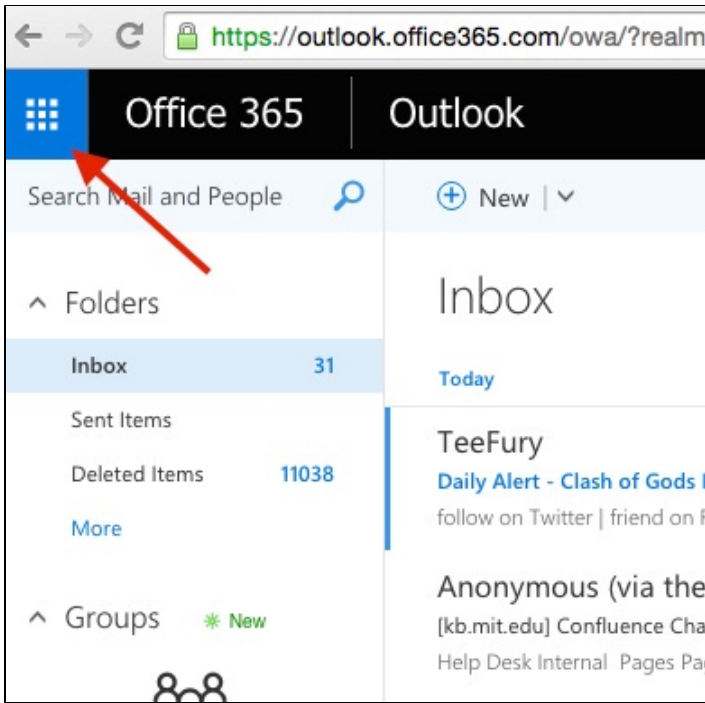 https://outlook.office365.com/owa/?realm
Office 365
Outlook
Search Mail and People
New
Folders
Inbox 31
Sent Items
Deleted Items 11038
More
Groups
New
Inbox
Today
TeeFury
Daily Alert - Clash of Gods
follow on Twitter | friend on
Anonymous (via the
[kb.mit.edu] Confluence Cha
Help Desk Internal Pages Pa